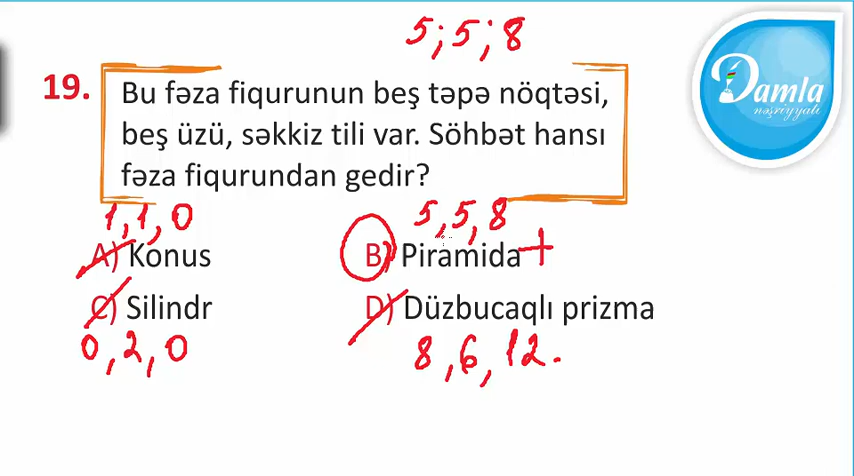 5;5;8
19. Bu fəza fiqurunun beş təpə nöqtəsi,
beş üzü, səkkiz tili var. Söhbət hansı
fəza fiqurundan gedir?
Damla
nəşriyyatı
1,1,0
5,5,8
A) Konus
B) Piramida +
C) Silindr
D) Düzbucaqlı prizma
0,2,0
8,6,12.